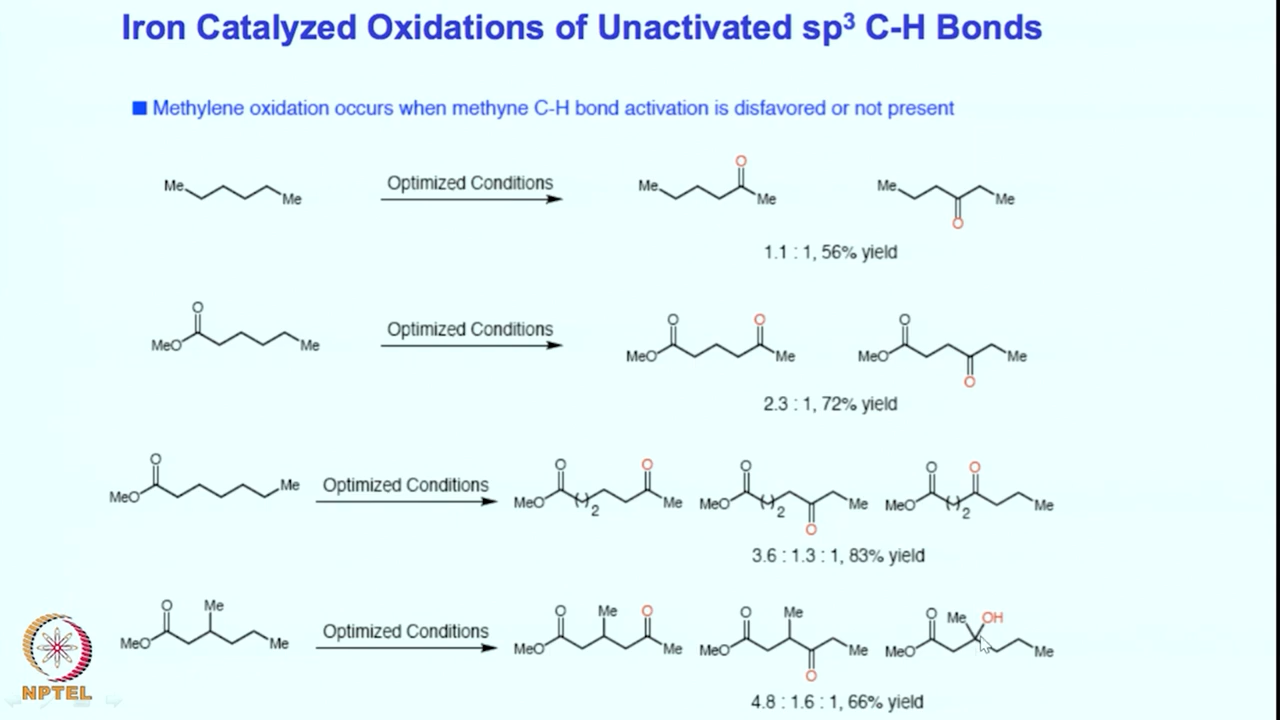 Iron Catalyzed Oxidations of Unactivated sp³ C-H Bonds
Methylene oxidation occurs when methyne C-H bond activation is disfavored or not present
Me Me Optimized Conditions Me O Me Me O Me
1.1 : 1, 56% yield
O MeO Me Optimized Conditions O MeO O Me O MeO O Me
2.3 : 1, 72% yield
O MeO Me Optimized Conditions O MeO ( ) 2 O Me O MeO ( ) 2 O Me O MeO ( ) 2 O Me
3.6 : 1.3 : 1, 83% yield
O MeO Me Me Optimized Conditions O MeO Me O Me O MeO Me O Me O MeO Me OH Me
4.8 : 1.6 : 1, 66% yield
NPTEL